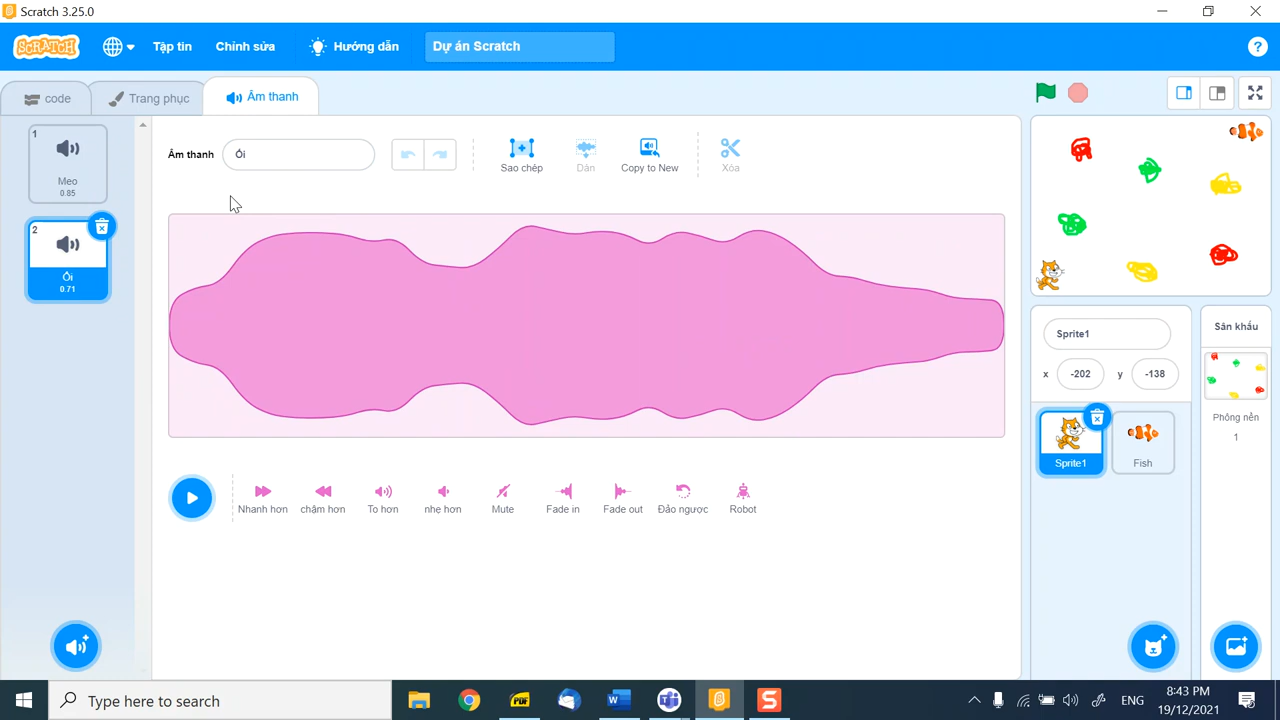 Scratch 3.25.0
SCRATCH
Tập tin
Chỉnh sửa
Hướng dẫn
Dự án Scratch
?
code
Trang phục
Âm thanh
1
Meo
0.85
2
Ối
0.71
Âm thanh
Ối
Sao chép
Dán
Copy to New
Xóa
Nhanh hơn
chậm hơn
To hơn
nhẹ hơn
Mute
Fade in
Fade out
Đảo ngược
Robot
Sprite1
x
-202
y
-138
Sprite1
Fish
Sân khấu
Phông nền
1
Type here to search
PDF
ENG
8:43 PM
19/12/2021